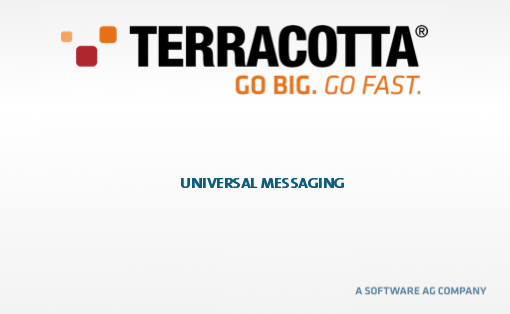 TERRACOTTA®
GO BIG. GO FAST.
UNIVERSAL MESSAGING
A SOFTWARE AG COMPANY